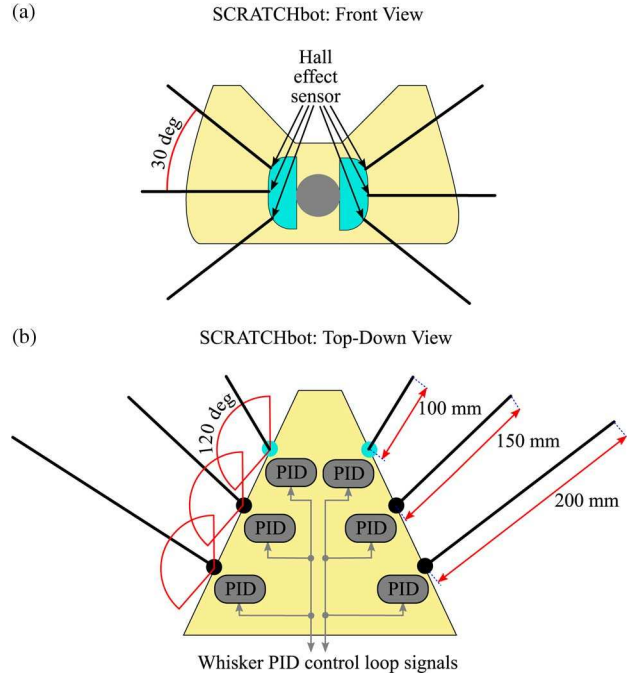 (a)
SCRATCHbot: Front View
Hall
effect
sensor
30 deg
(b)
SCRATCHbot: Top-Down View
120 deg
100 mm
150 mm
200 mm
PID
PID
PID
PID
PID
PID
Whisker PID control loop signals